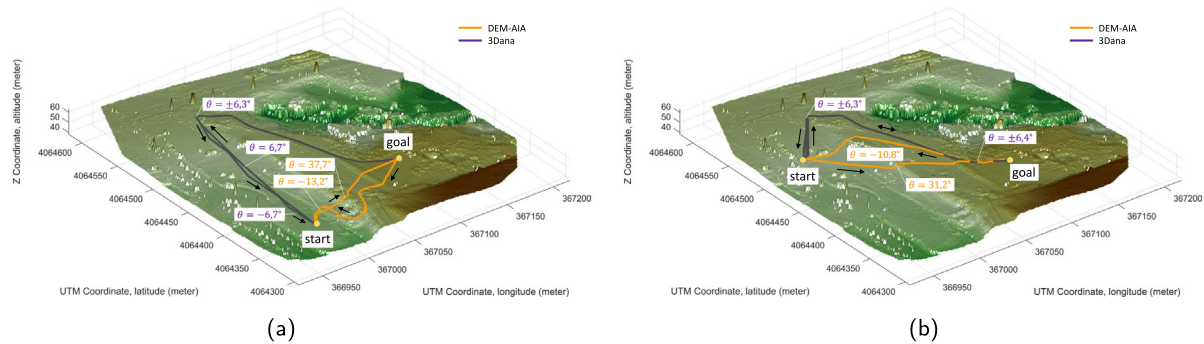 DEM-AIA
3Dana
Z Coordinate, altitude (meter)
60
50
40
4064600
4064550
4064450
4064400
4064350
4064300
UTM Coordinate, latitude (meter)
366950
367000
367050
367100
367150
367200
UTM Coordinate, longitude (meter)
θ = ±6,3°
θ = 6,7°
θ = 37,7°
θ = −13,2°
θ = −6,7°
goal
start
(a)
DEM-AIA
3Dana
Z Coordinate, altitude (meter)
60
50
40
4064600
4064550
4064450
4064400
4064350
4064300
UTM Coordinate, latitude (meter)
366950
367000
367050
367100
367150
367200
UTM Coordinate, longitude (meter)
θ = ±6,3°
θ = ±6,4°
θ = −10,8°
θ = 31,2°
start
goal
(b)